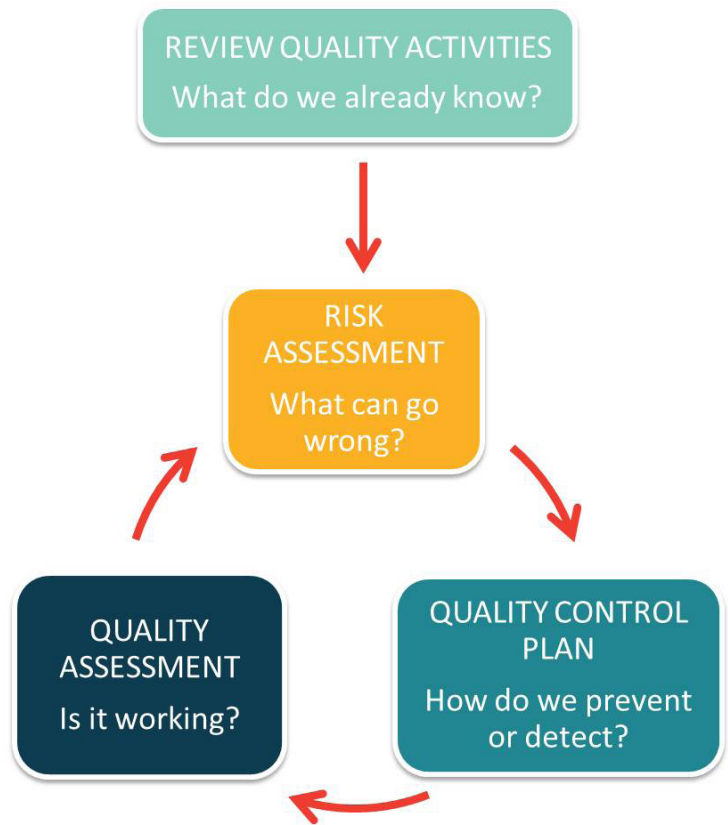 REVIEW QUALITY ACTIVITIES
What do we already know?
RISK
ASSESSMENT
What can go
wrong?
QUALITY
ASSESSMENT
Is it working?
QUALITY CONTROL
PLAN
How do we prevent
or detect?